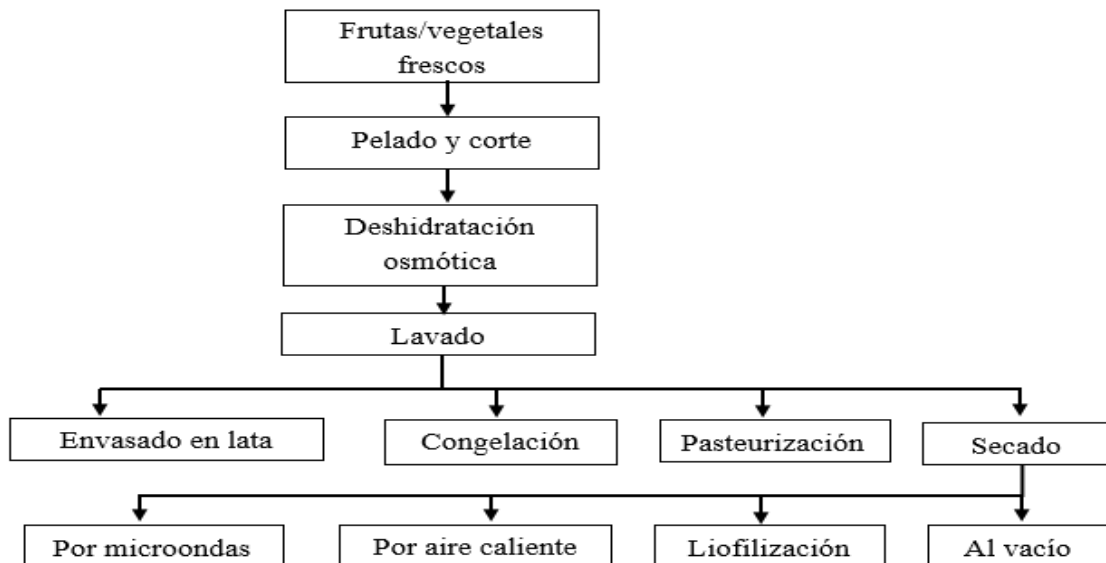 Frutas/vegetales
frescos
Pelado y corte
Deshidratación
osmótica
Lavado
Envasado en lata
Congelación
Pasteurización
Secado
Por microondas
Por aire caliente
Liofilización
Al vacío